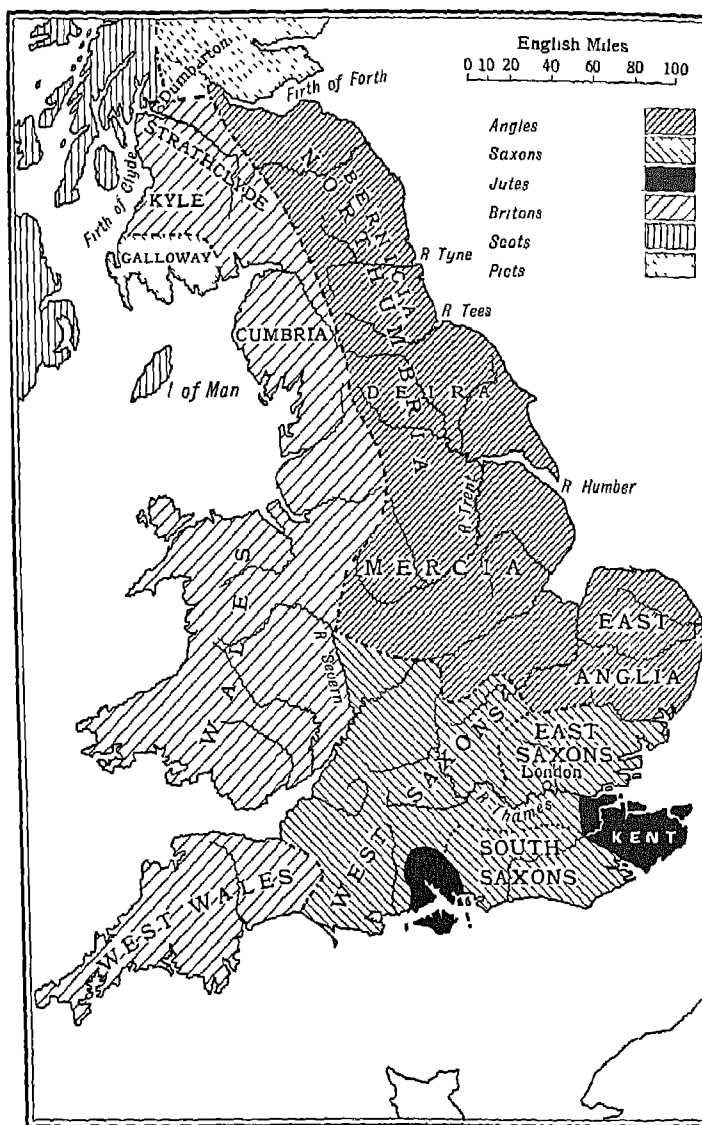 English Miles
0 10 20 40 60 80 100
Angles
Saxons
Jutes
Britons
Scots
Picts
Dumbarton
Firth of Forth
Firth of Clyde
STRATHCLYDE
KYLE
GALLOWAY
NORTHUMBRIA
BERNICIA
R Tyne
R Tees
CUMBRIA
I of Man
DEIRA
R Humber
R Trent
MERCIA
WALES
R Severn
EAST
ANGLIA
WEST SAXONS
EAST
SAXONS
London
R Thames
KENT
SOUTH
SAXONS
WEST WALES